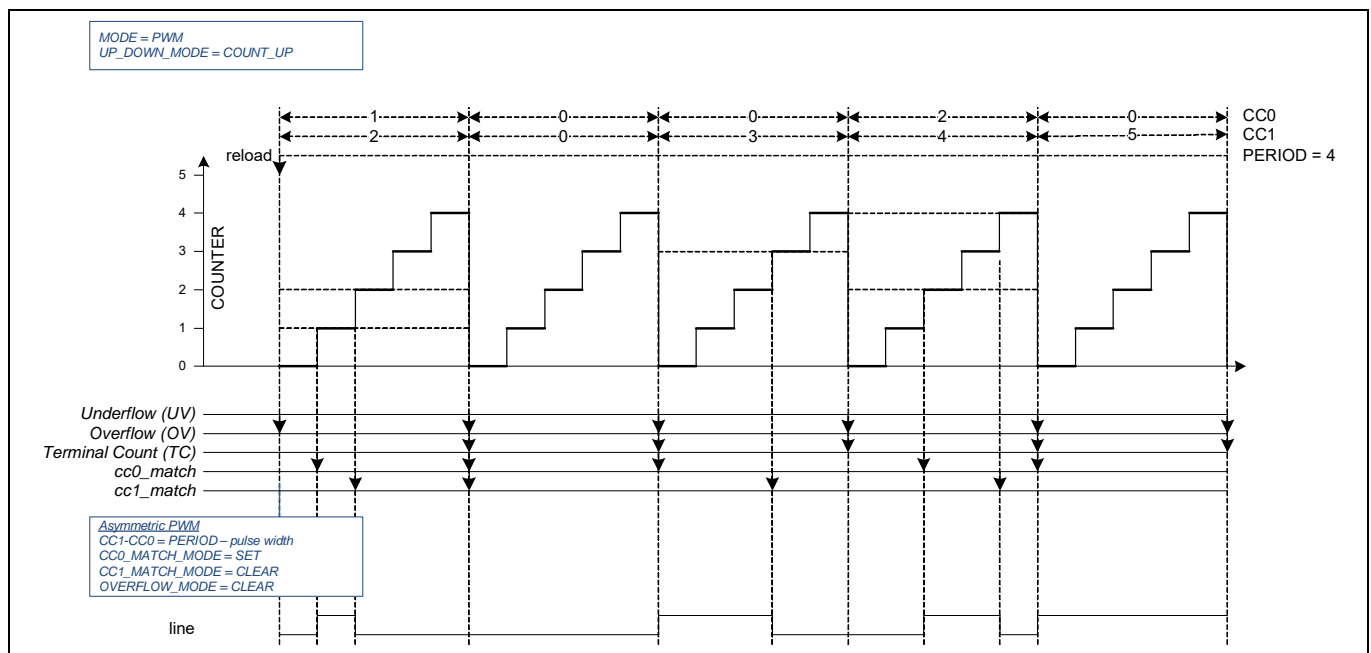 MODE = PWM
UP_DOWN_MODE = COUNT_UP
1 0 0 2 0 CC0
2 0 3 4 5 CC1
reload PERIOD = 4
5
4
3
2
1
0
COUNTER
Underflow (UV)
Overflow (OV)
Terminal Count (TC)
cc0_match
cc1_match
Asymmetric PWM
CC1-CC0 = PERIOD – pulse width
CC0_MATCH_MODE = SET
CC1_MATCH_MODE = CLEAR
OVERFLOW_MODE = CLEAR
line